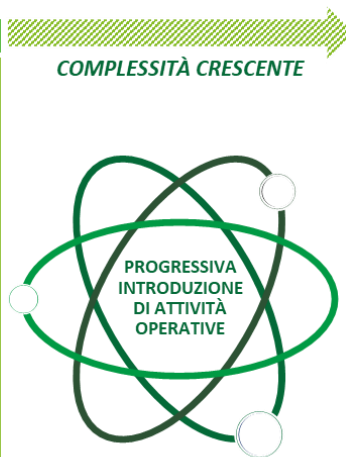 COMPLESSITÀ CRESCENTE
PROGRESSIVA
INTRODUZIONE
DI ATTIVITÀ
OPERATIVE